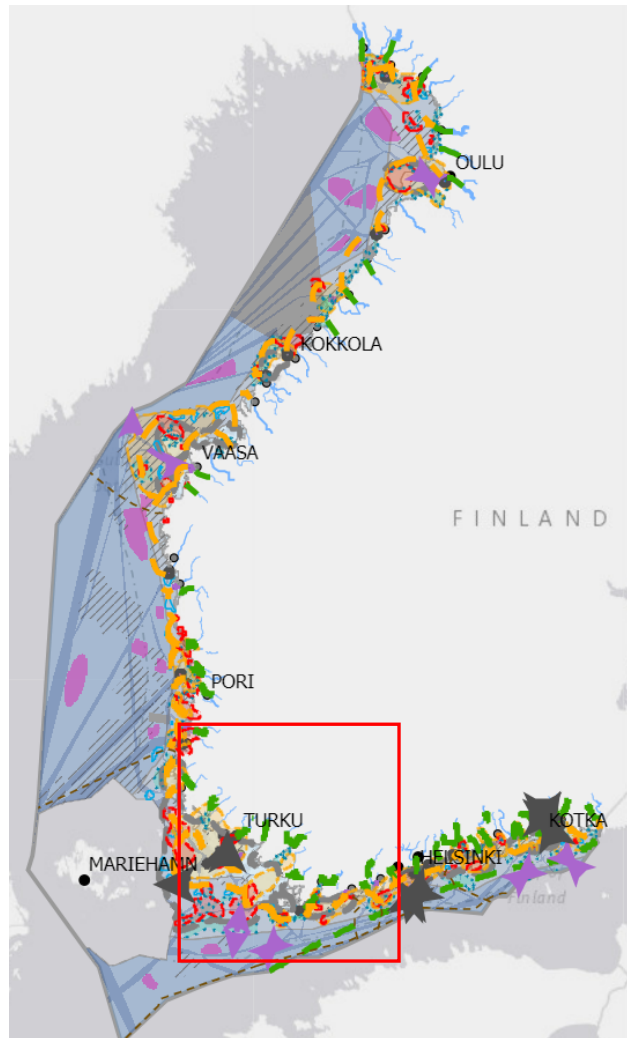 OULU
KOKKOLA
VAASA
FINLAND
PORI
TURKU
KOTKA
MARIEHAMN
HELSINKI
Finland